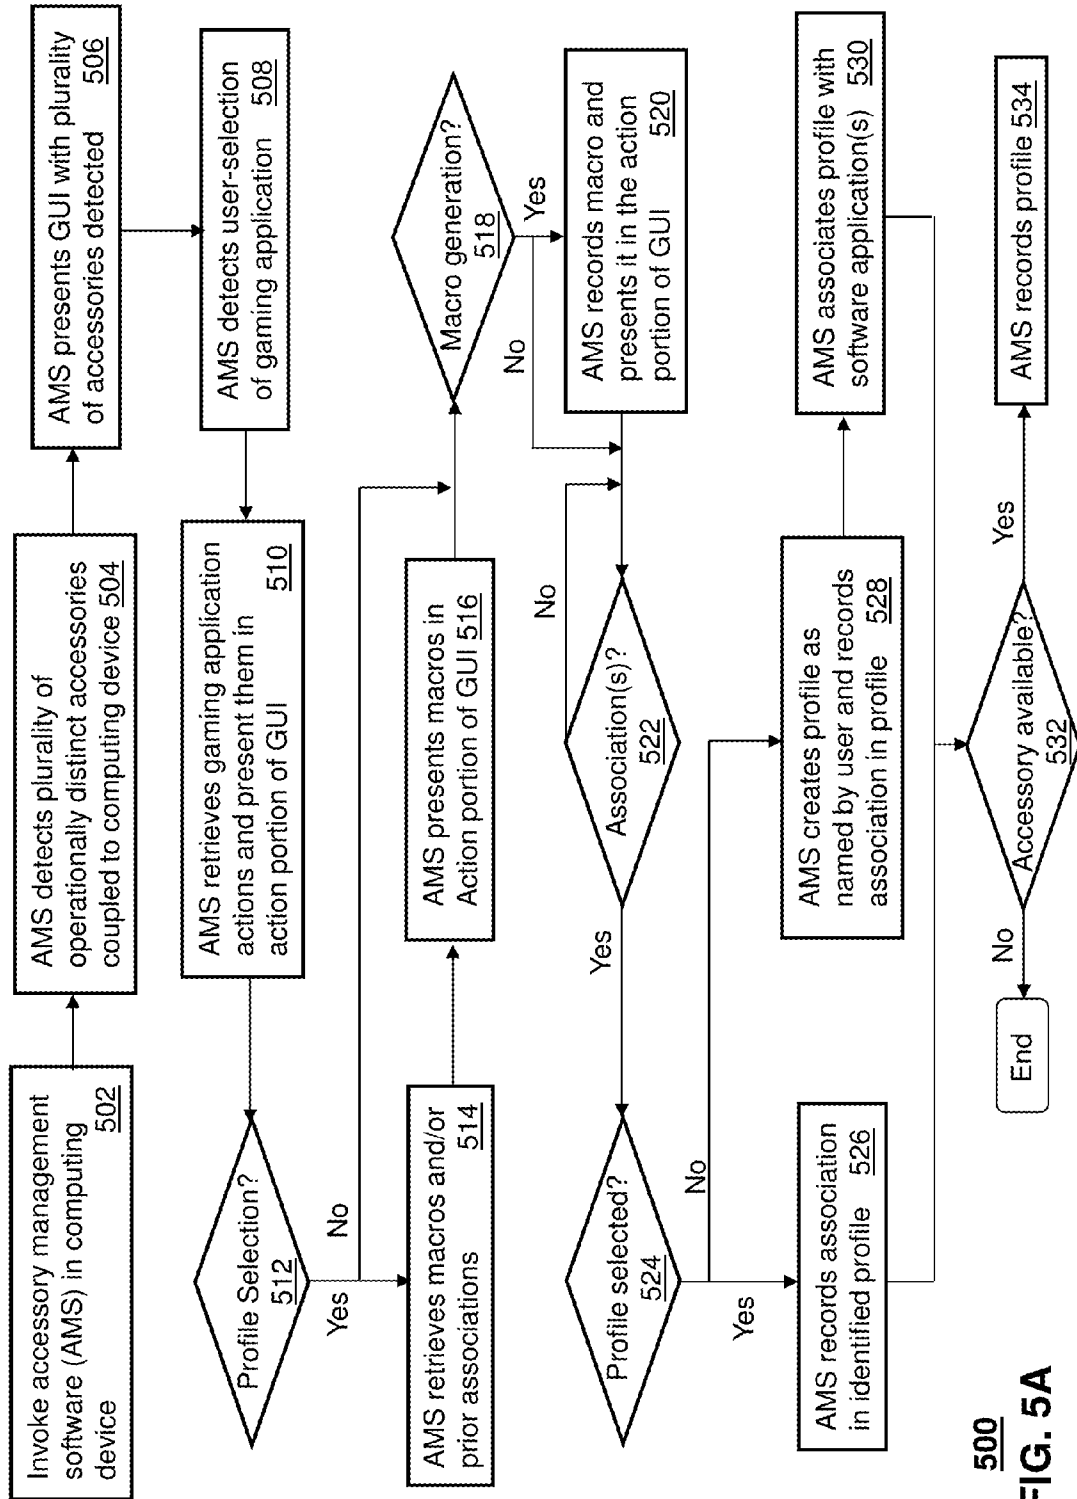 Invoke accessory management
software (AMS) in computing
device 502
AMS detects plurality of
operationally distinct accessories
coupled to computing device 504
AMS presents GUI with plurality
of accessories detected 506
AMS detects user-selection
of gaming application 508
AMS retrieves gaming application
actions and present them in
action portion of GUI 510
Profile Selection?
512
No
Yes
AMS retrieves macros and/or
prior associations 514
AMS presents macros in
Action portion of GUI 516
Macro generation?
518
No
Yes
AMS records macro and
presents it in the action
portion of GUI 520
No
Association(s)?
522
Yes
Profile selected?
524
No
Yes
AMS records association
in identified profile 526
AMS creates profile as
named by user and records
association in profile 528
AMS associates profile with
software application(s) 530
Accessory available?
532
No
Yes
End
AMS records profile 534
500
FIG. 5A